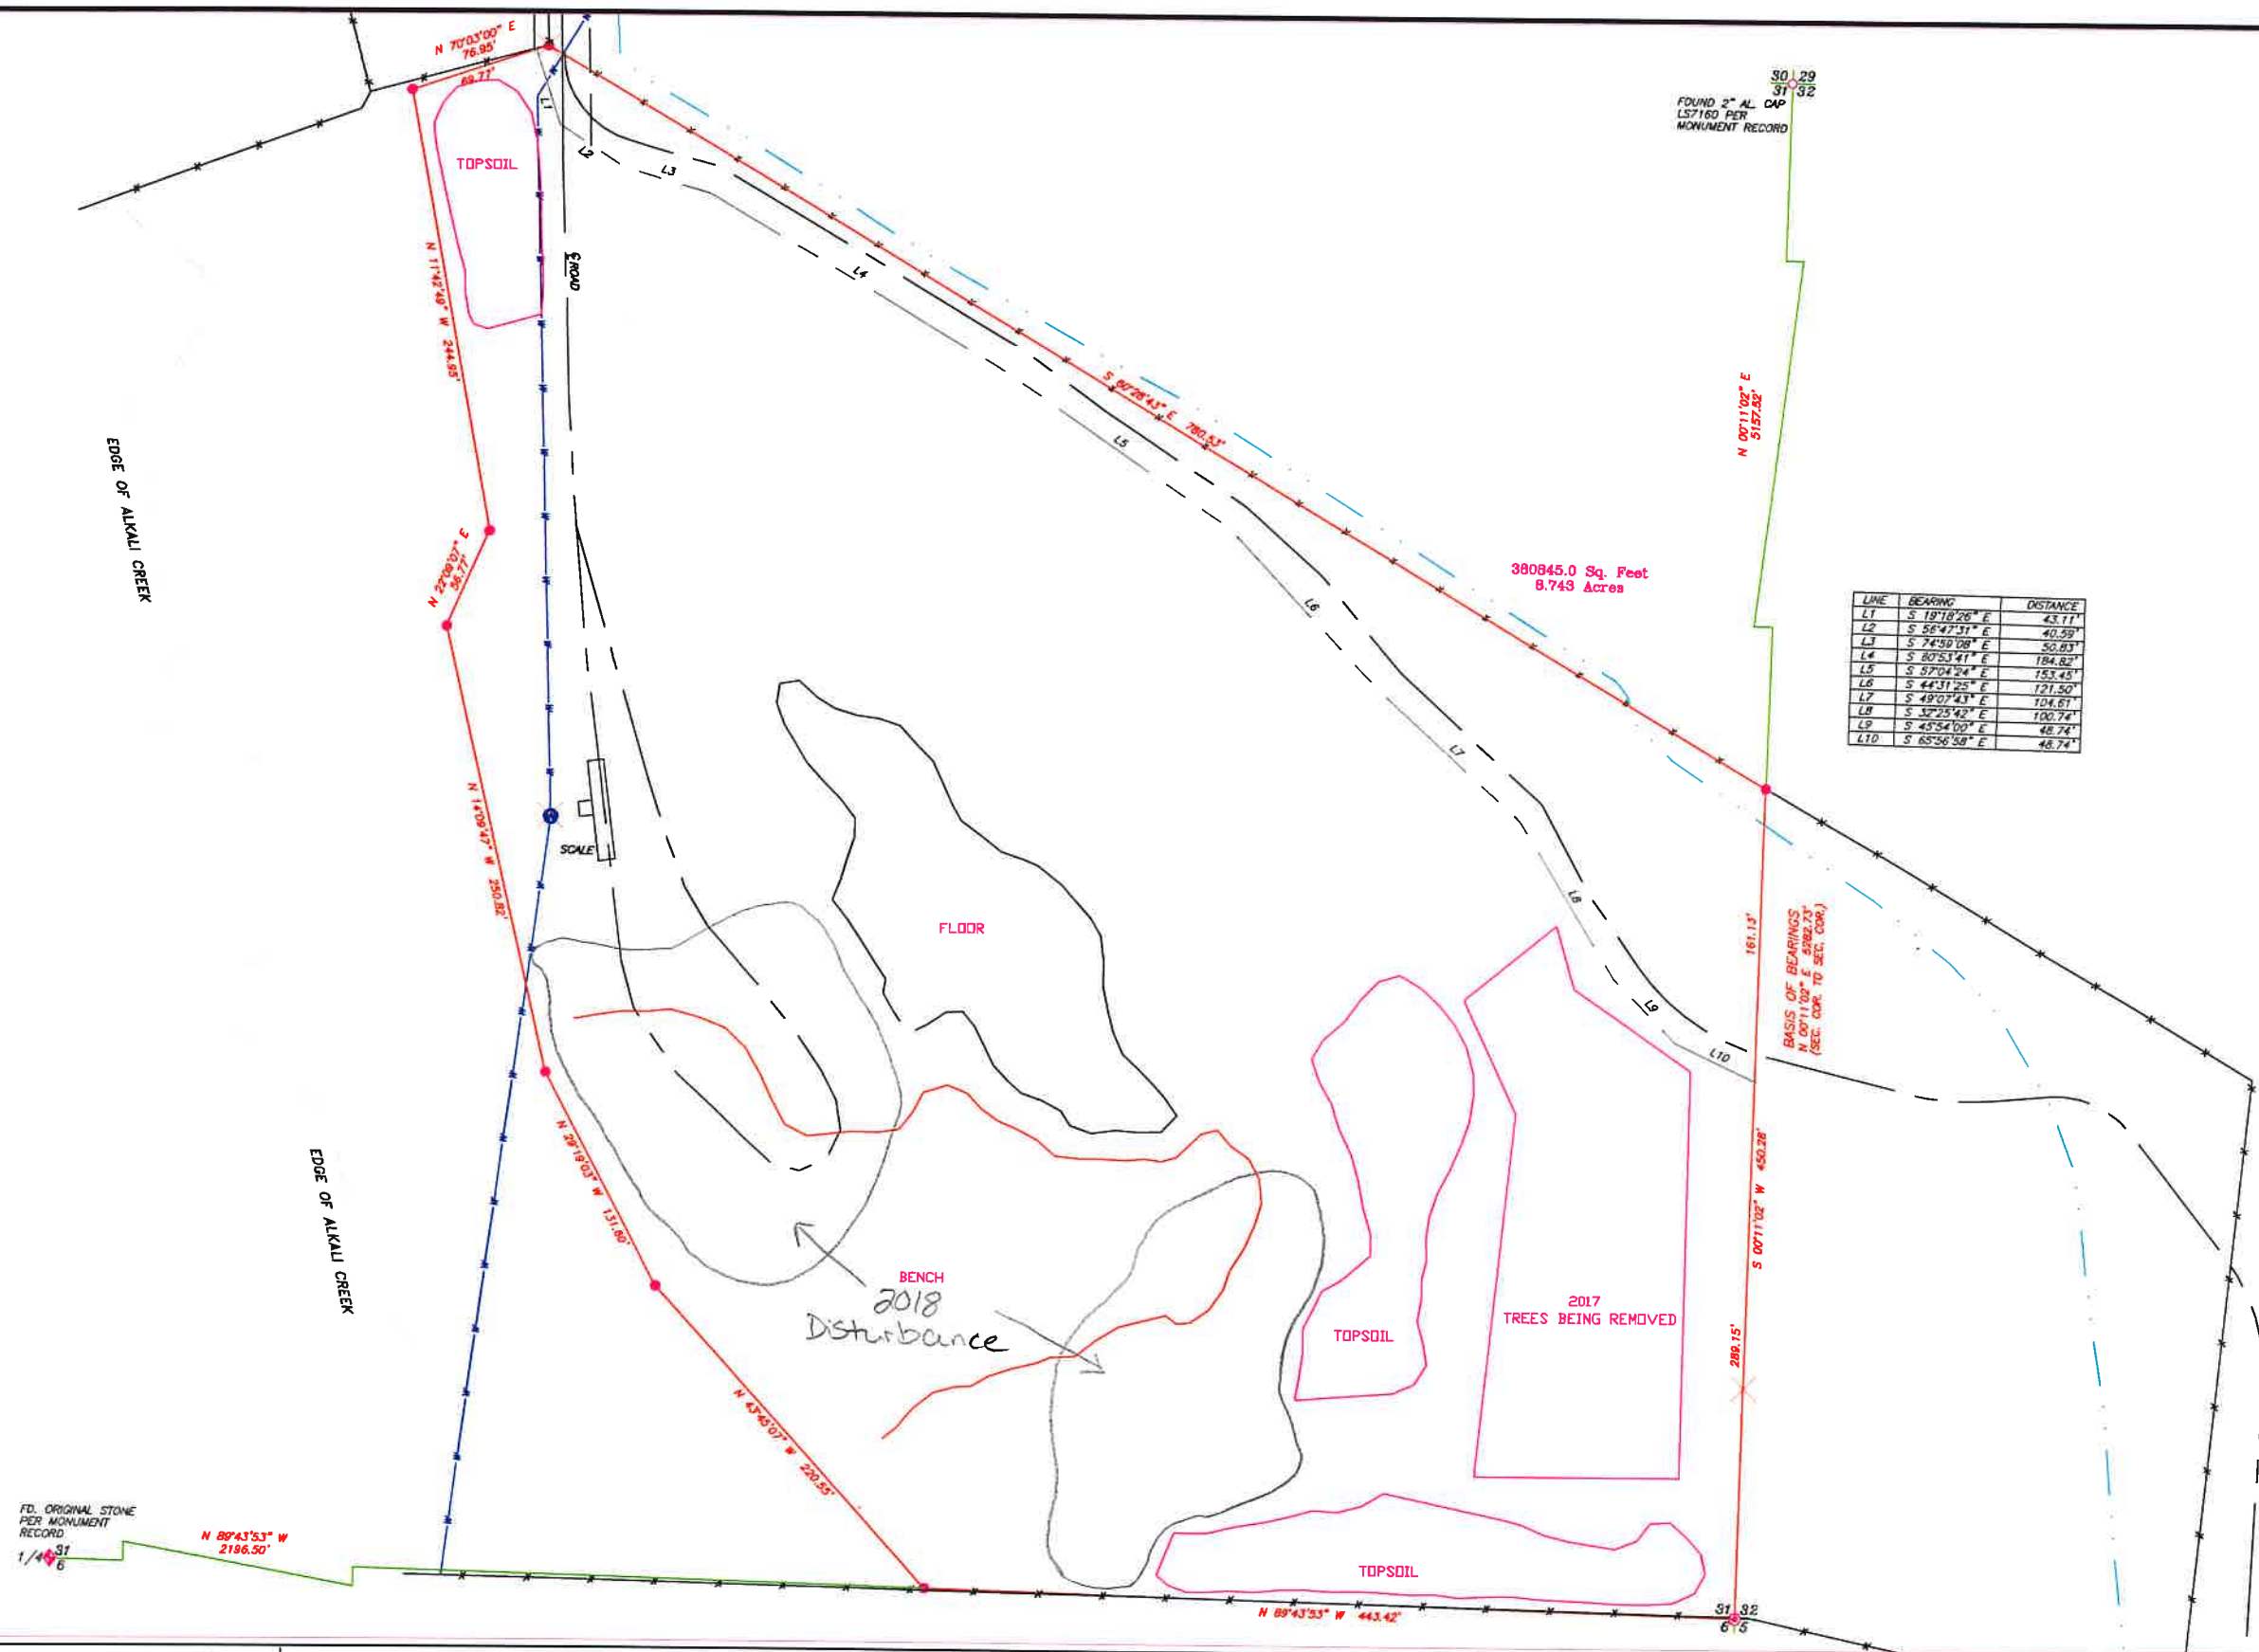 N 70°03'00" E
76.95'
69.77'
TOPSOIL
L1
L2
L3
L4
L5
L6
L7
L8
L9
L10
℄ROAD
30 29
31 32
FOUND 2" AL. CAP
LS7160 PER
MONUMENT RECORD
N 11°42'49" W 244.95'
EDGE OF ALKALI CREEK
N 22°09'07" E
56.77'
S 60°26'43" E 780.53'
N 00°11'02" E
5157.52'
380845.0 Sq. Feet
8.743 Acres
LINE BEARING DISTANCE
L1 S 19°18'26" E 43.11'
L2 S 56°47'31" E 40.59'
L3 S 74°59'08" E 50.83'
L4 S 60°53'41" E 184.82'
L5 S 57°04'24" E 153.45'
L6 S 44°31'25" E 121.50'
L7 S 49°07'43" E 104.61'
L8 S 32°25'42" E 100.74'
L9 S 45°54'00" E 48.74'
L10 S 65°56'58" E 48.74'
N 14°09'47" W 250.82'
SCALE
FLOOR
161.13'
BASIS OF BEARINGS
N 00°11'02" E 5282.73'
(SEC. COR. TO SEC. COR.)
N 29°19'03" W 131.60'
EDGE OF ALKALI CREEK
S 00°11'02" W 450.28'
BENCH
2018
Disturbance
TOPSOIL
2017
TREES BEING REMOVED
289.15'
N 43°45'07" W 220.55'
FD. ORIGINAL STONE
PER MONUMENT
RECORD
1/4 31
6
N 89°43'53" W
2196.50'
TOPSOIL
N 89°43'53" W 443.42'
31 32
6 5